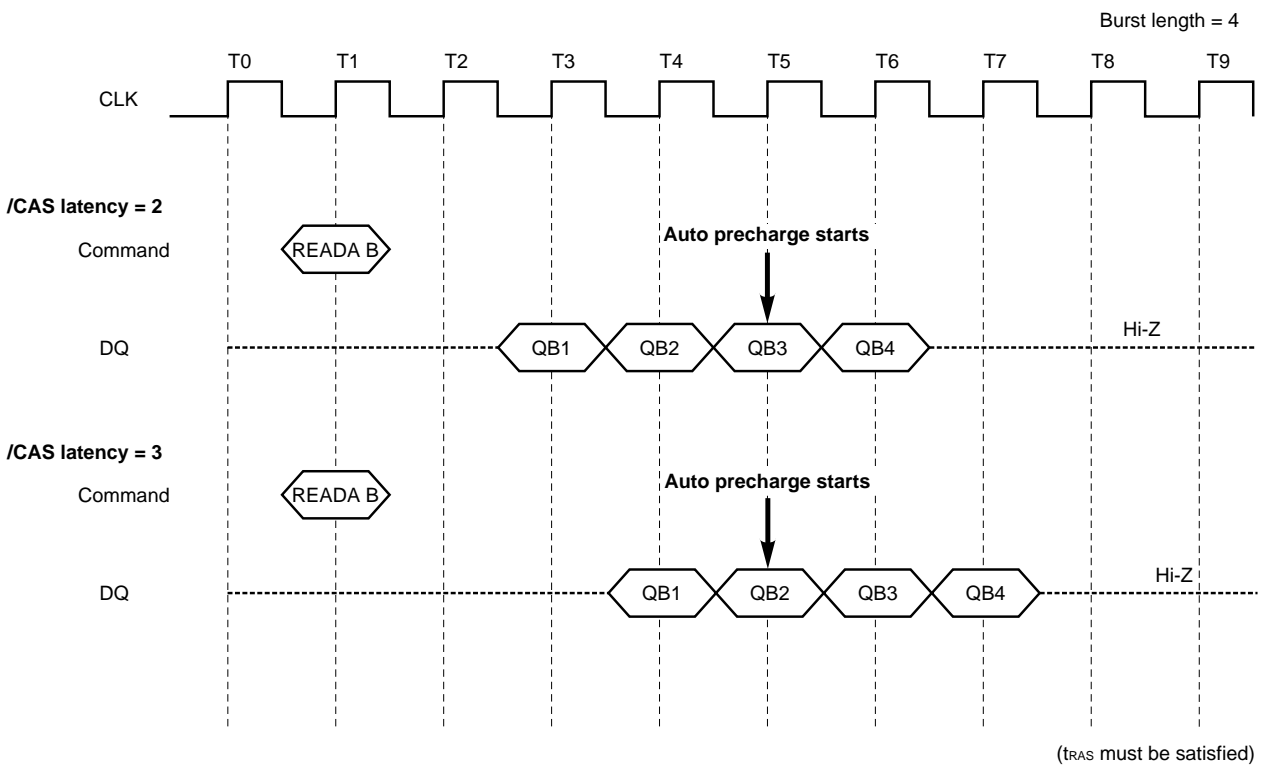 Burst length = 4
T0 T1 T2 T3 T4 T5 T6 T7 T8 T9
CLK
/CAS latency = 2
Command READA B
Auto precharge starts
DQ QB1 QB2 QB3 QB4 Hi-Z
/CAS latency = 3
Command READA B
Auto precharge starts
DQ QB1 QB2 QB3 QB4 Hi-Z
(tRAS must be satisfied)